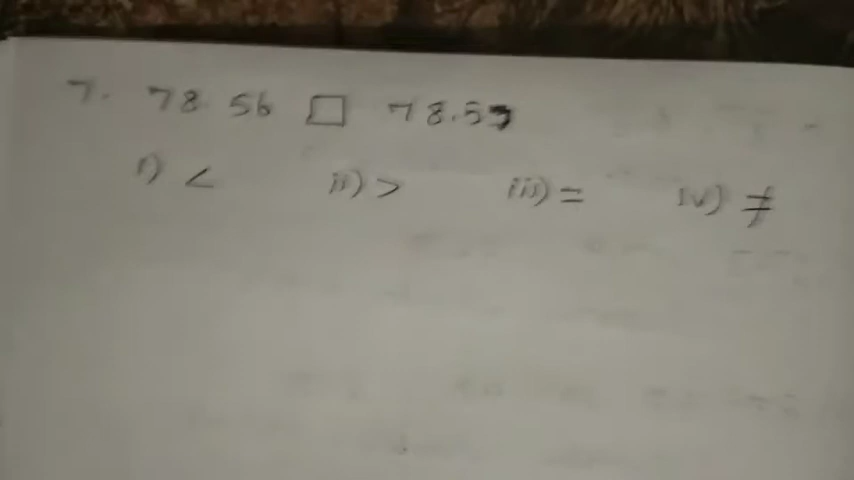 7. 78.56 □ 78.5
i) < ii) > iii) = iv) ≠